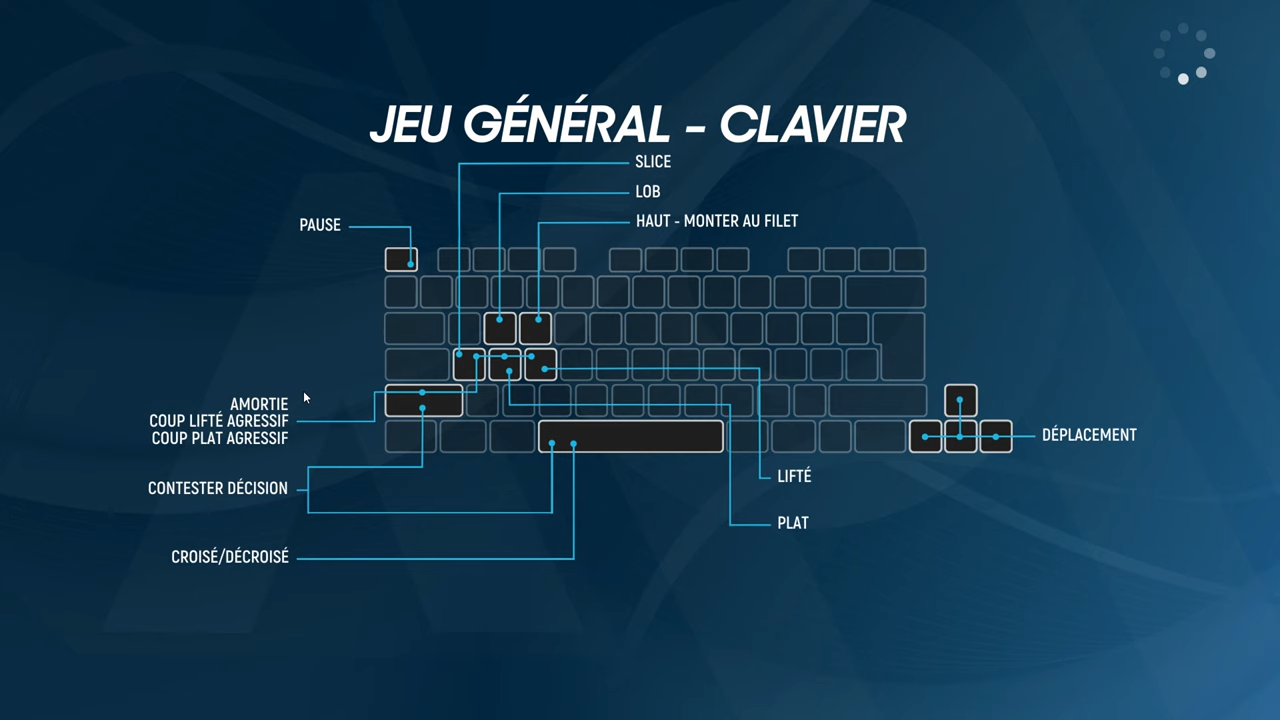 JEU GÉNÉRAL - CLAVIER
SLICE
LOB
HAUT - MONTER AU FILET
PAUSE
AMORTIE
COUP LIFTÉ AGRESSIF
COUP PLAT AGRESSIF
DÉPLACEMENT
LIFTÉ
CONTESTER DÉCISION
PLAT
CROISÉ/DÉCROISÉ